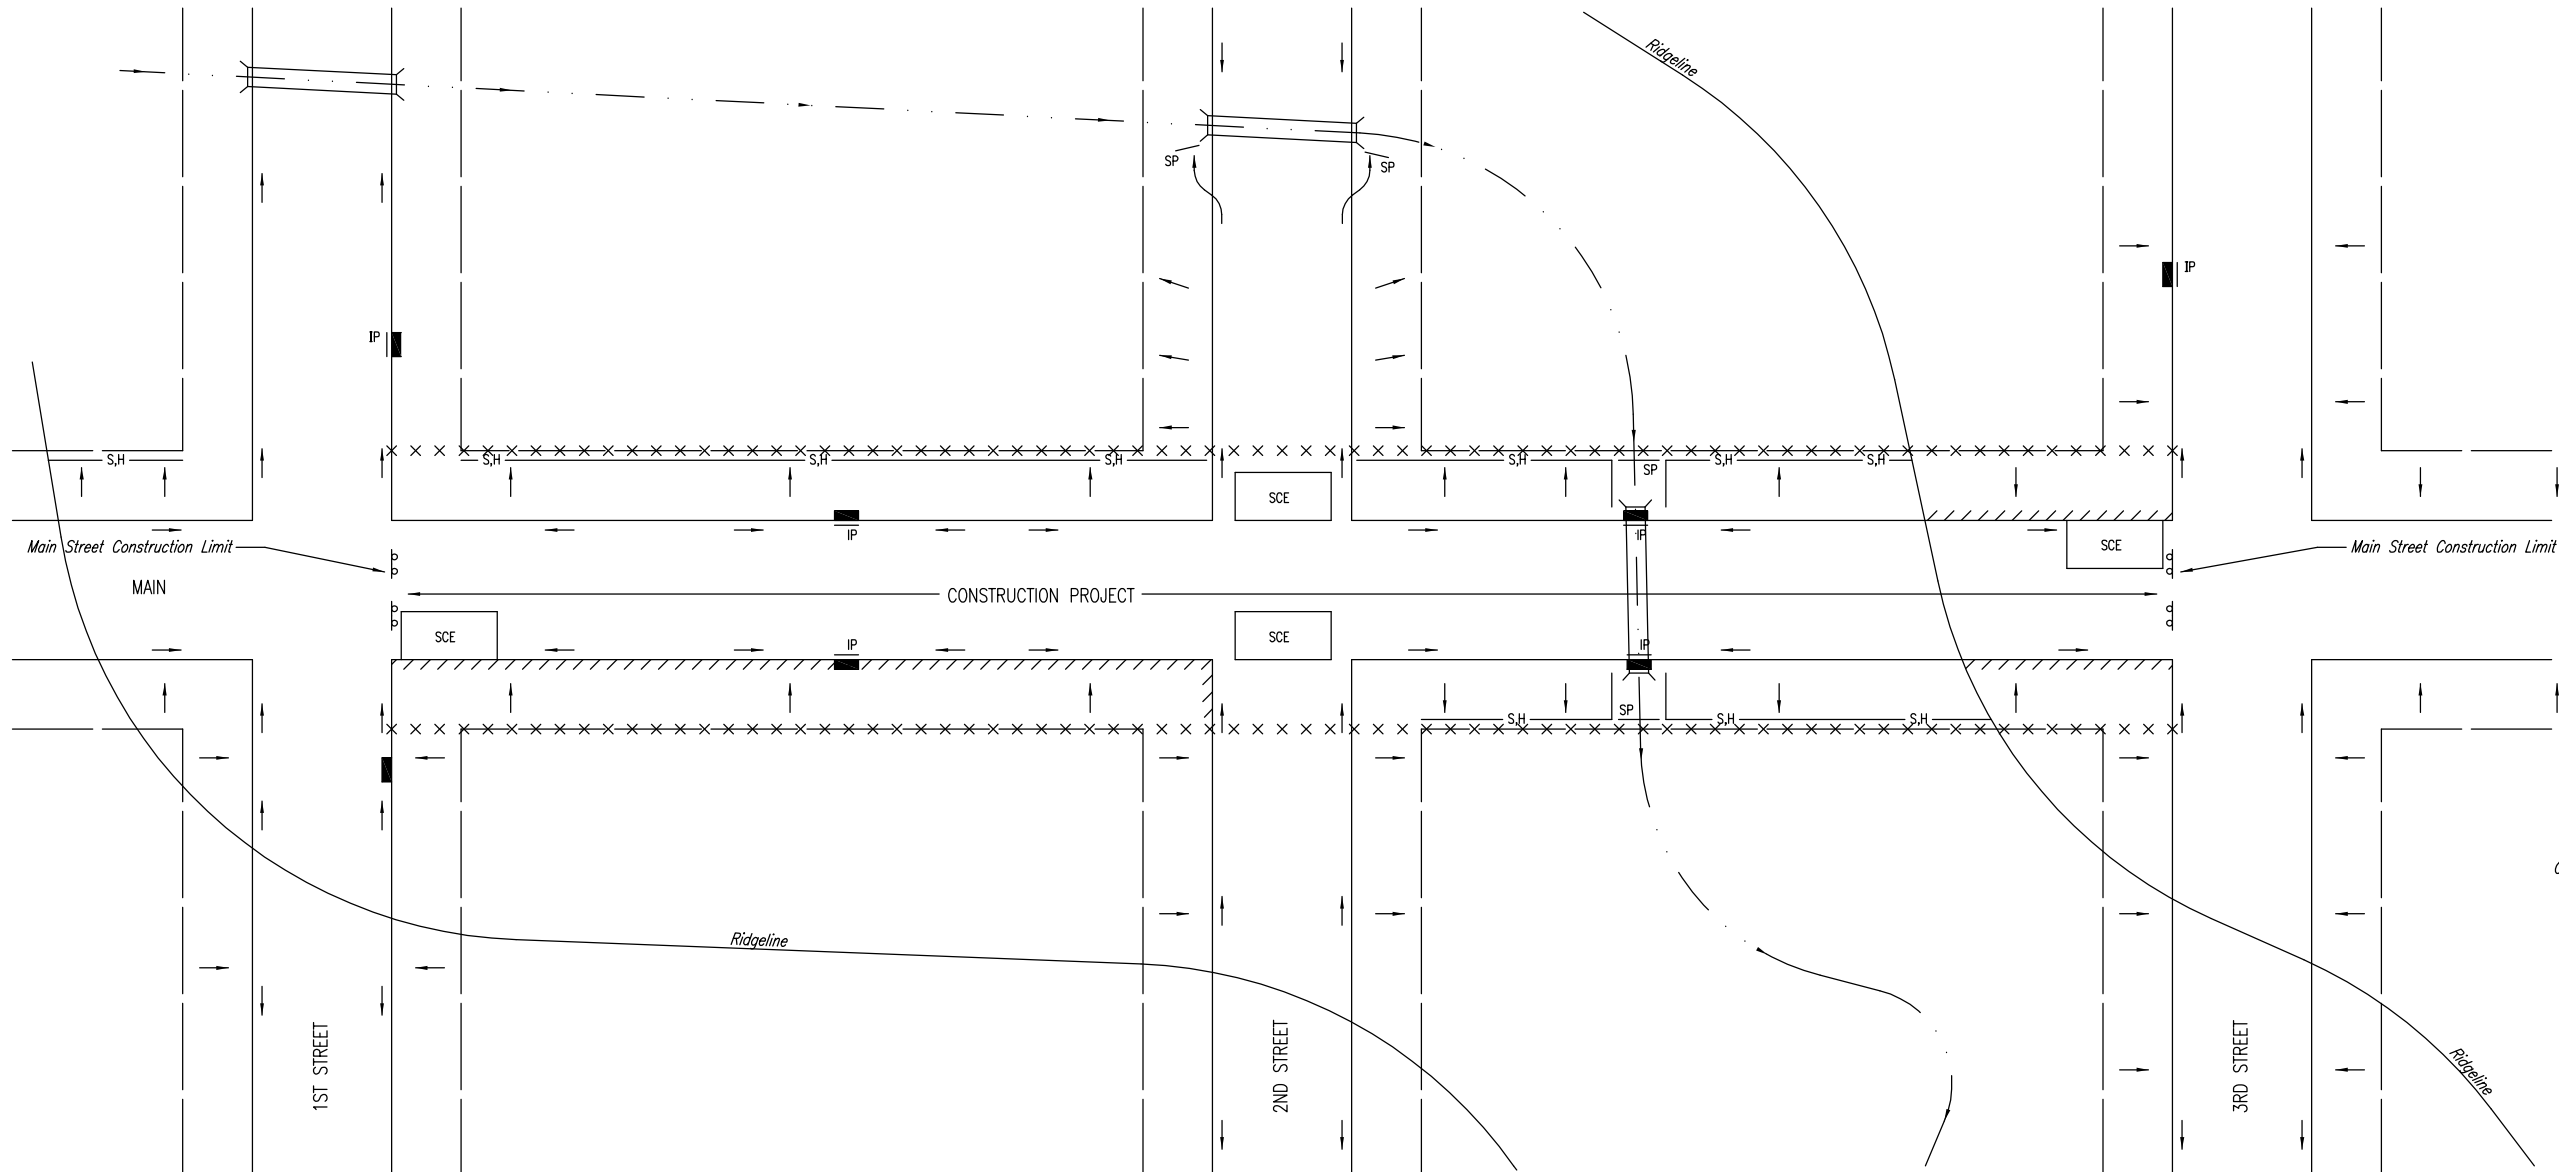 Ridgeline
SP
SP
IP
IP
S,H
S,H
S,H
S,H
S,H
S,H
S,H
SP
SCE
IP
IP
SCE
Main Street Construction Limit
Main Street Construction Limit
MAIN
CONSTRUCTION PROJECT
SCE
SCE
IP
IP
SP
S,H
S,H
S,H
Ridgeline
1ST STREET
2ND STREET
3RD STREET
Ridgeline